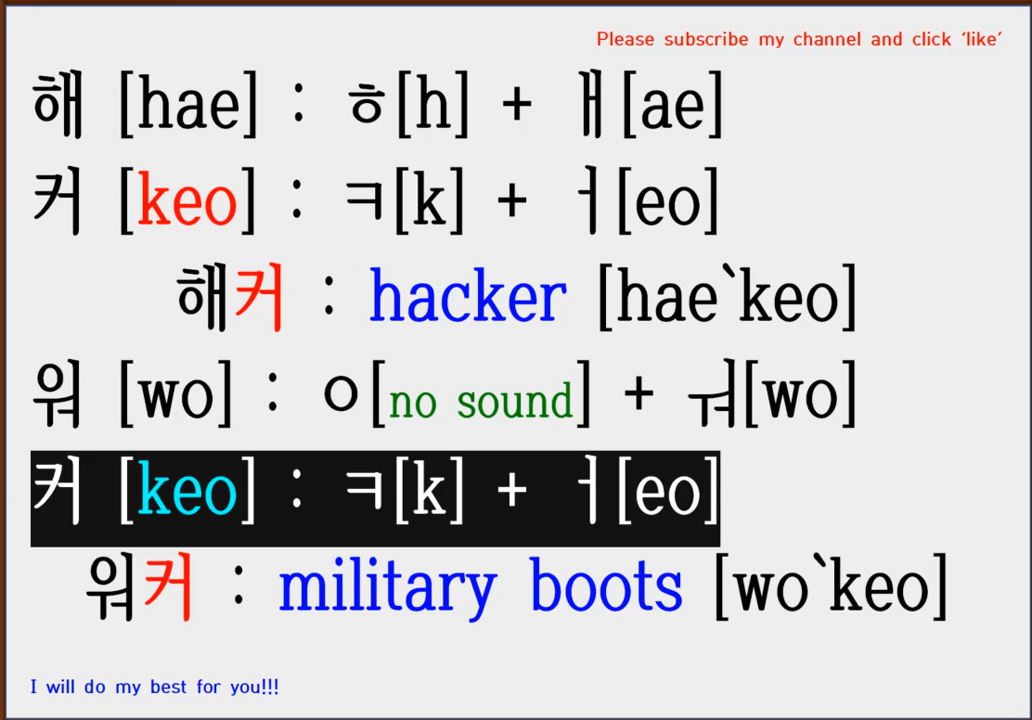 Please subscribe my channel and click ‘like’
해 [hae] : ㅎ[h] + ㅐ[ae]
커 [keo] : ㅋ[k] + ㅓ[eo]
해커 : hacker [hae`keo]
워 [wo] : ㅇ[no sound] + ㅝ[wo]
커 [keo] : ㅋ[k] + ㅓ[eo]
워커 : military boots [wo`keo]
I will do my best for you!!!